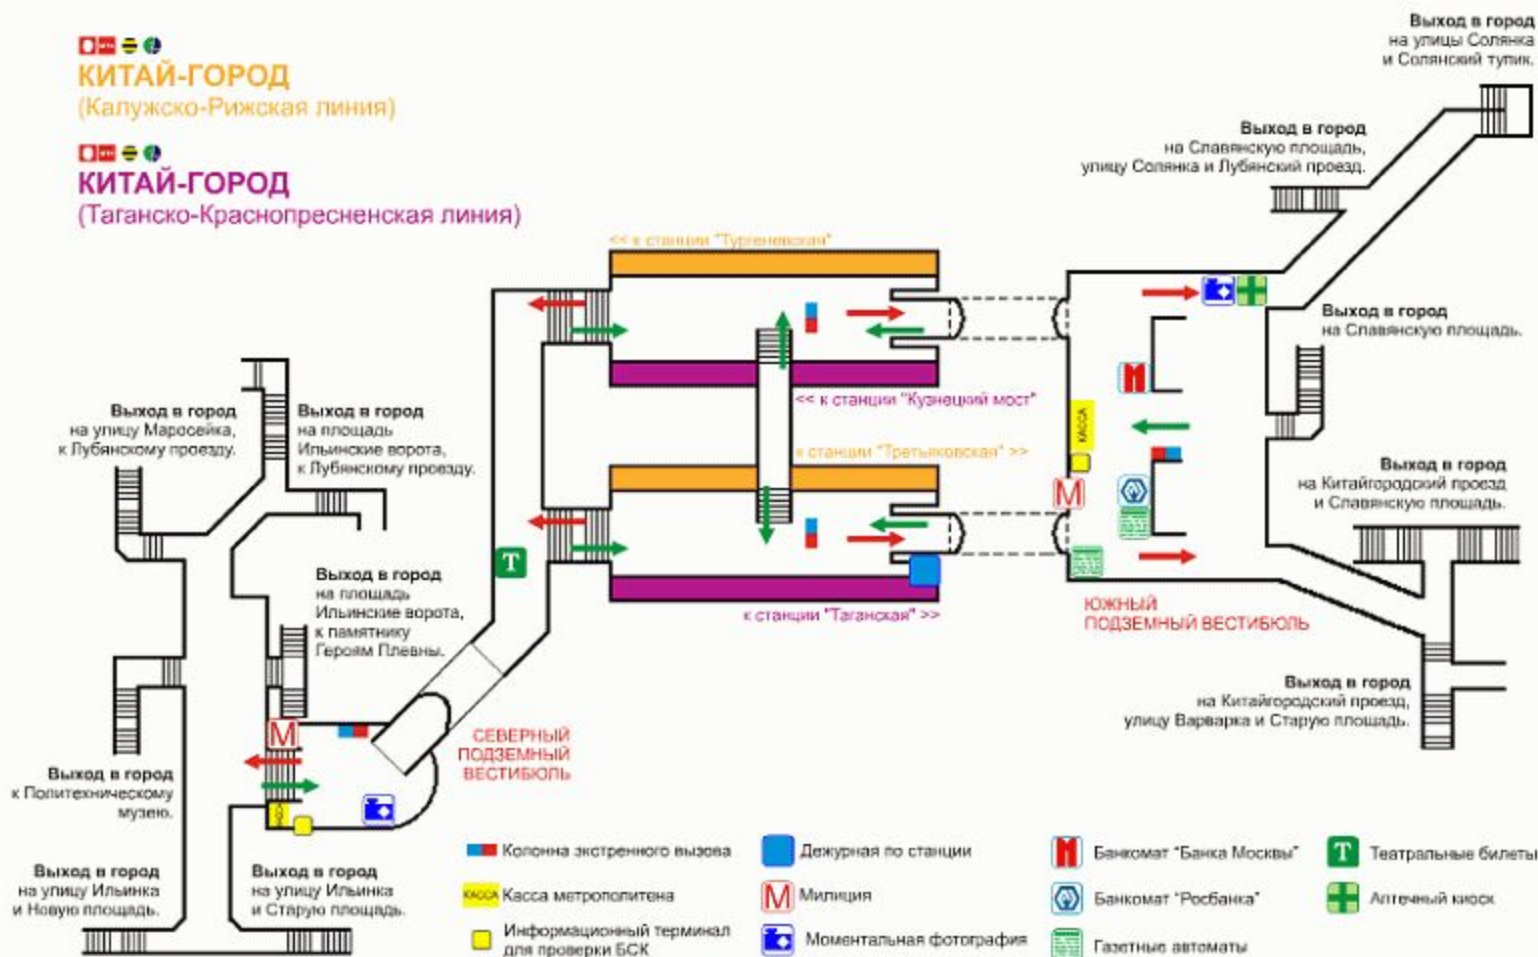 КИТАЙ-ГОРОД
(Калужско-Рижская линия)
КИТАЙ-ГОРОД
(Таганско-Краснопресненская линия)
Выход в город
на улицы Солянка
и Солянский тупик.
Выход в город
на Славянскую площадь,
улицу Солянка и Лубянский проезд.
<< к станции "Тургеневская"
Выход в город
на Славянскую площадь.
<< к станции "Кузнецкий мост"
Выход в город
на улицу Маросейка,
к Лубянскому проезду.
Выход в город
на площадь
Ильинские ворота,
к Лубянскому проезду.
КАССА
к станции "Третьяковская" >>
М
Выход в город
на Китайгородский проезд
и Славянскую площадь.
Т
Выход в город
на площадь
Ильинские ворота,
к памятнику
Героям Плевны.
к станции "Таганская" >>
ЮЖНЫЙ
ПОДЗЕМНЫЙ ВЕСТИБЮЛЬ
Выход в город
на Китайгородский проезд,
улицу Варварка и Старую площадь.
М
СЕВЕРНЫЙ
ПОДЗЕМНЫЙ
ВЕСТИБЮЛЬ
Выход в город
к Политехническому
музею.
Выход в город
на улицу Ильинка
и Новую площадь.
Выход в город
на улицу Ильинка
и Старую площадь.
Колонна экстренного вызова
КАССА Касса метрополитена
Информационный терминал
для проверки БСК
Дежурная по станции
М Милиция
Моментальная фотография
Банкомат "Банка Москвы"
Банкомат "Росбанка"
Газетные автоматы
Т Театральные билеты
Аптечный киоск